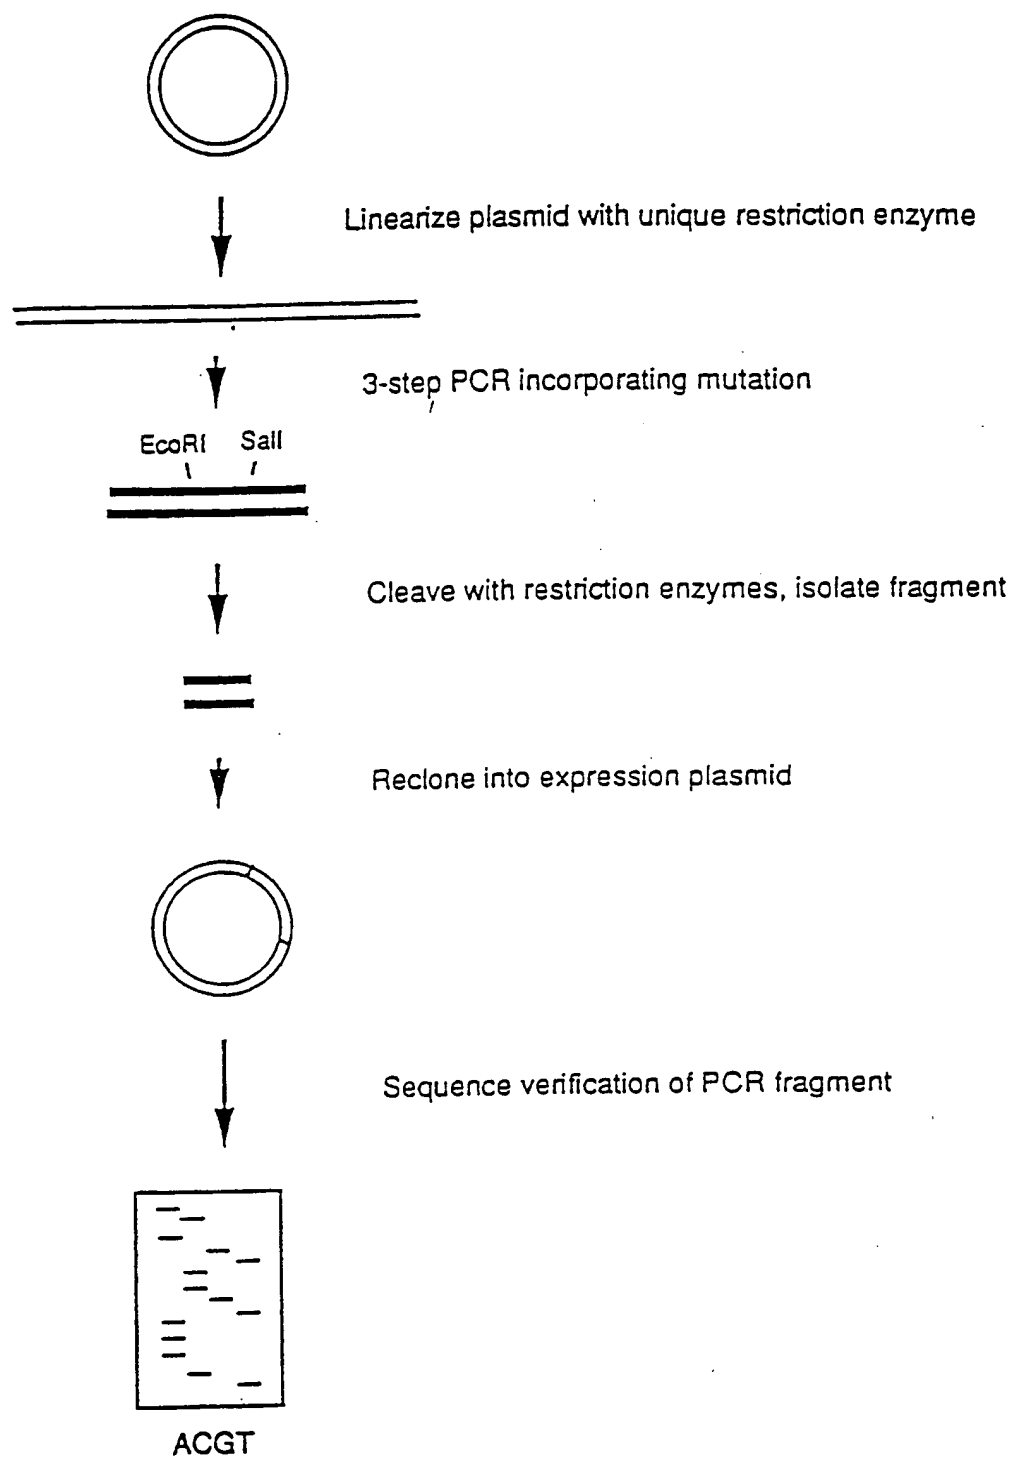 Linearize plasmid with unique restriction enzyme
3-step PCR incorporating mutation
EcoRI SalI
Cleave with restriction enzymes, isolate fragment
Reclone into expression plasmid
Sequence verification of PCR fragment
ACGT